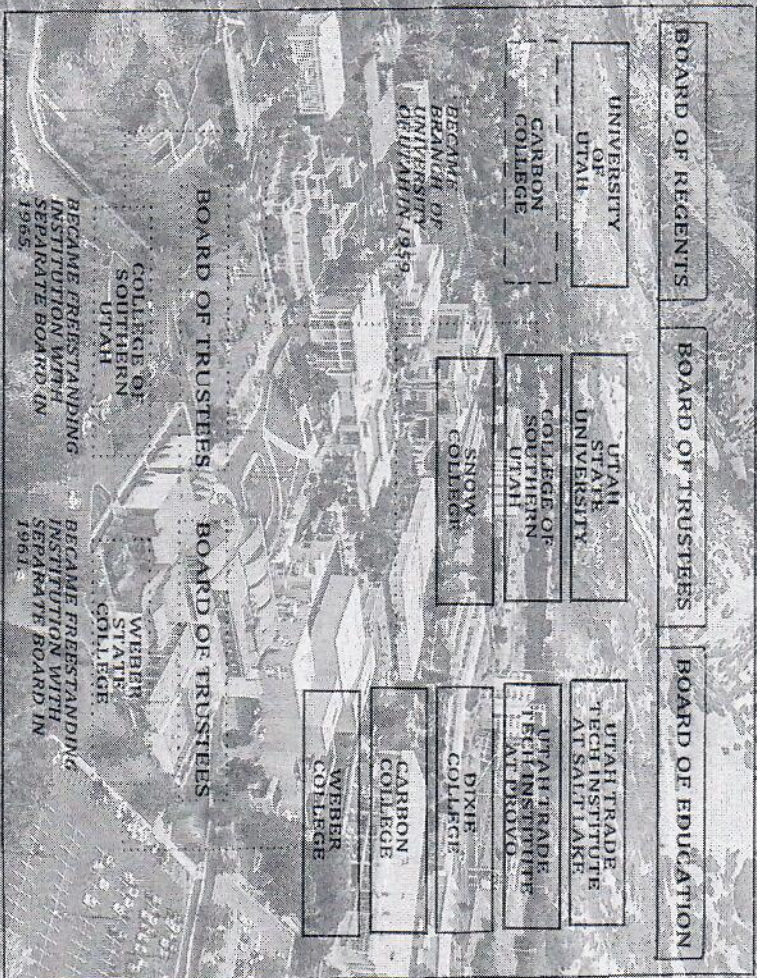 BOARD OF REGENTS
UNIVERSITY
OF
UTAH
CARBON
COLLEGE
BECAME
BRANCH OF
UNIVERSITY
OF UTAH IN 1959
BOARD OF TRUSTEES
UTAH
STATE
UNIVERSITY
COLLEGE OF
SOUTHERN
UTAH
SNOW
COLLEGE
BOARD OF EDUCATION
UTAH TRADE
TECH INSTITUTE
AT SALT LAKE
UTAH TRADE
TECH INSTITUTE
AT PROVO
DIXIE
COLLEGE
CARBON
COLLEGE
WEBER
COLLEGE
BOARD OF TRUSTEES
COLLEGE OF
SOUTHERN
UTAH
BECAME FREESTANDING
INSTITUTION WITH
SEPARATE BOARD IN
1965
BOARD OF TRUSTEES
WEBER
STATE
COLLEGE
BECAME FREESTANDING
INSTITUTION WITH
SEPARATE BOARD IN
1961